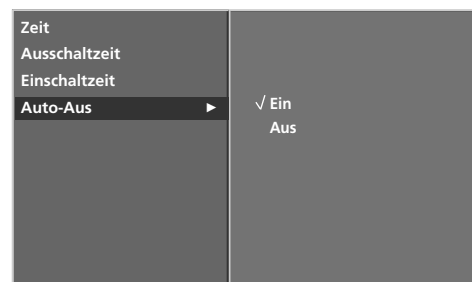 Zeit
Ausschaltzeit
Einschaltzeit
Auto-Aus ►
√ Ein
Aus